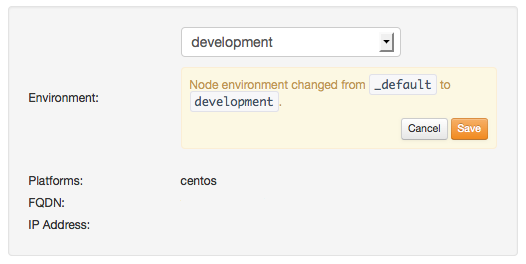 development
Environment:
Node environment changed from _default to
development.
Cancel Save
Platforms: centos
FQDN:
IP Address: